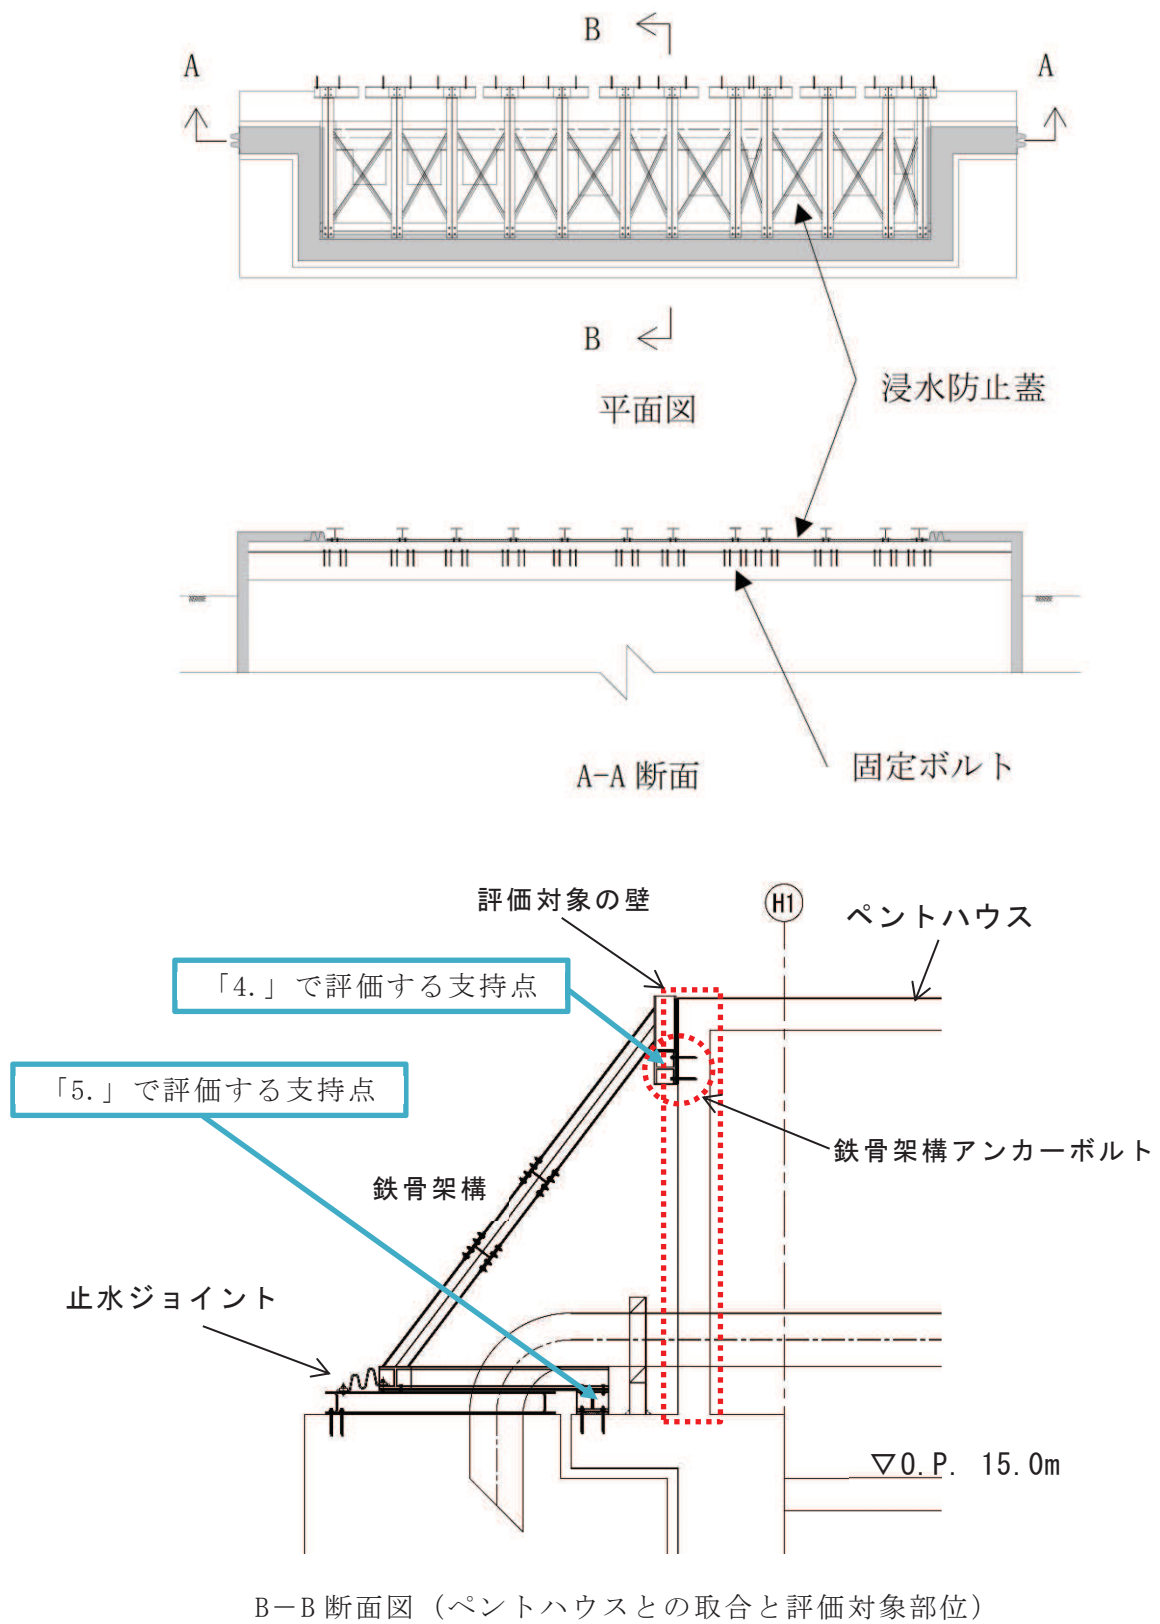 B
A
A
B
平面図
浸水防止蓋
A-A 断面
固定ボルト
評価対象の壁
H1
ペントハウス
「4.」で評価する支持点
「5.」で評価する支持点
鉄骨架構アンカーボルト
鉄骨架構
止水ジョイント
▽O.P. 15.0m
B－B 断面図（ペントハウスとの取合と評価対象部位）